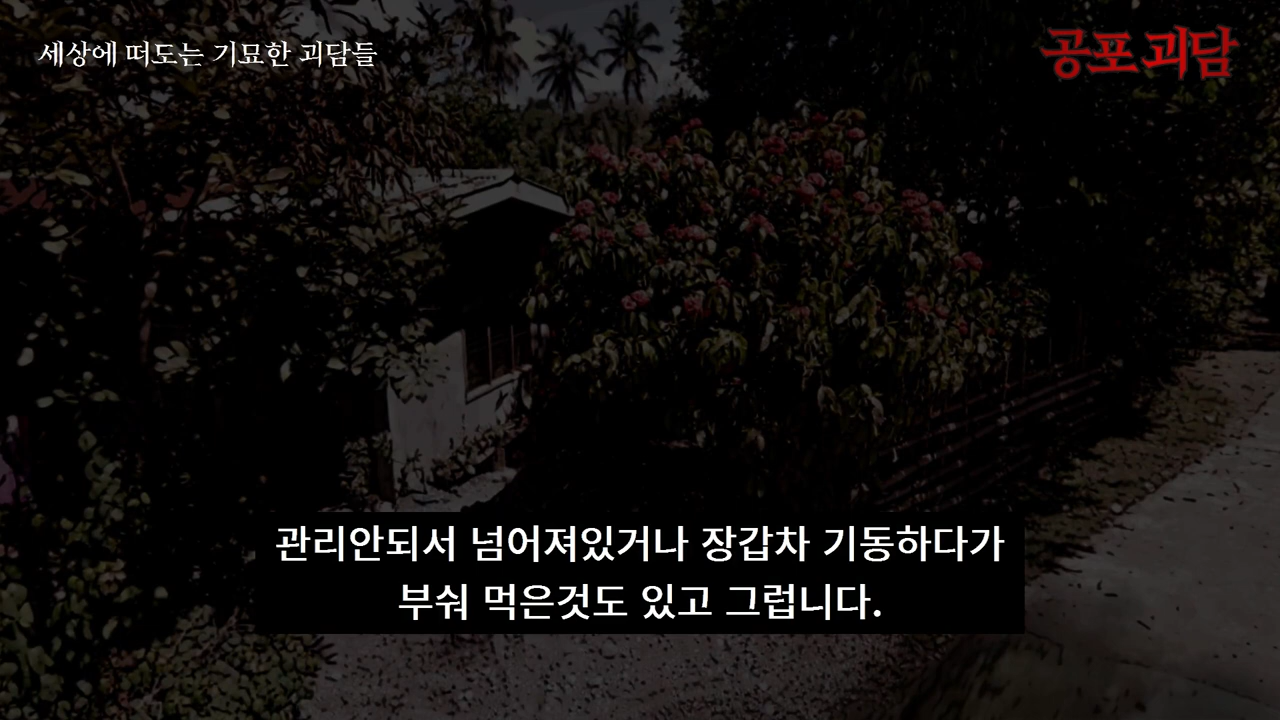 세상에 떠도는 기묘한 괴담들
공포괴담
관리안되서 넘어져있거나 장갑차 기동하다가
부숴 먹은것도 있고 그럽니다.